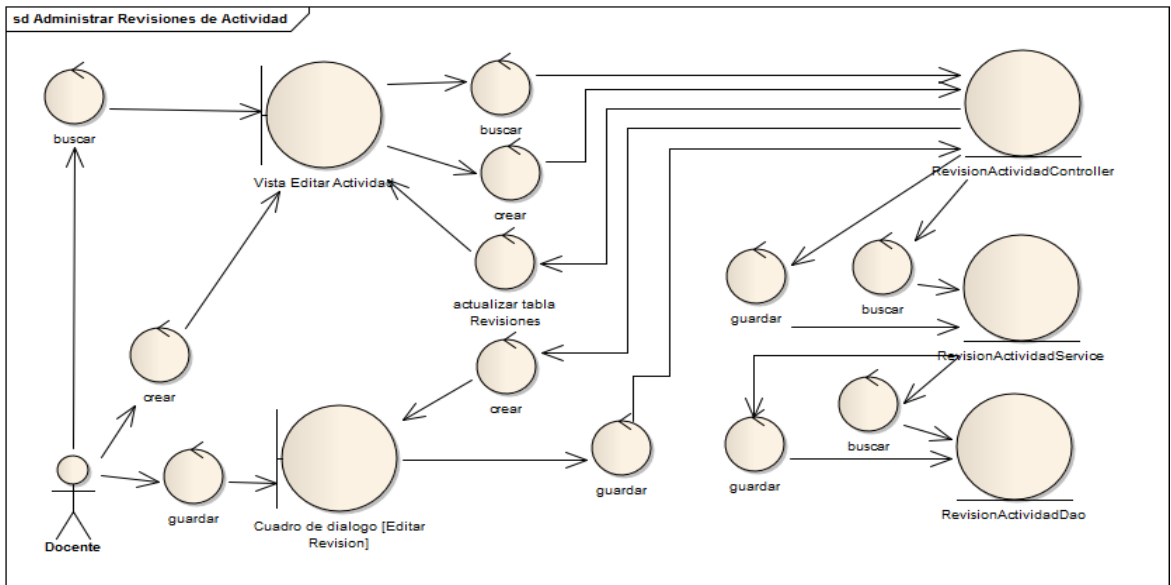 sd Administrar Revisiones de Actividad
buscar
Vista Editar Actividad
buscar
crear
actualizar tabla
Revisiones
RevisionActividadController
guardar
buscar
RevisionActividadService
crear
crear
guardar
Cuadro de dialogo [Editar
Revision]
guardar
guardar
buscar
RevisionActividadDao
Docente